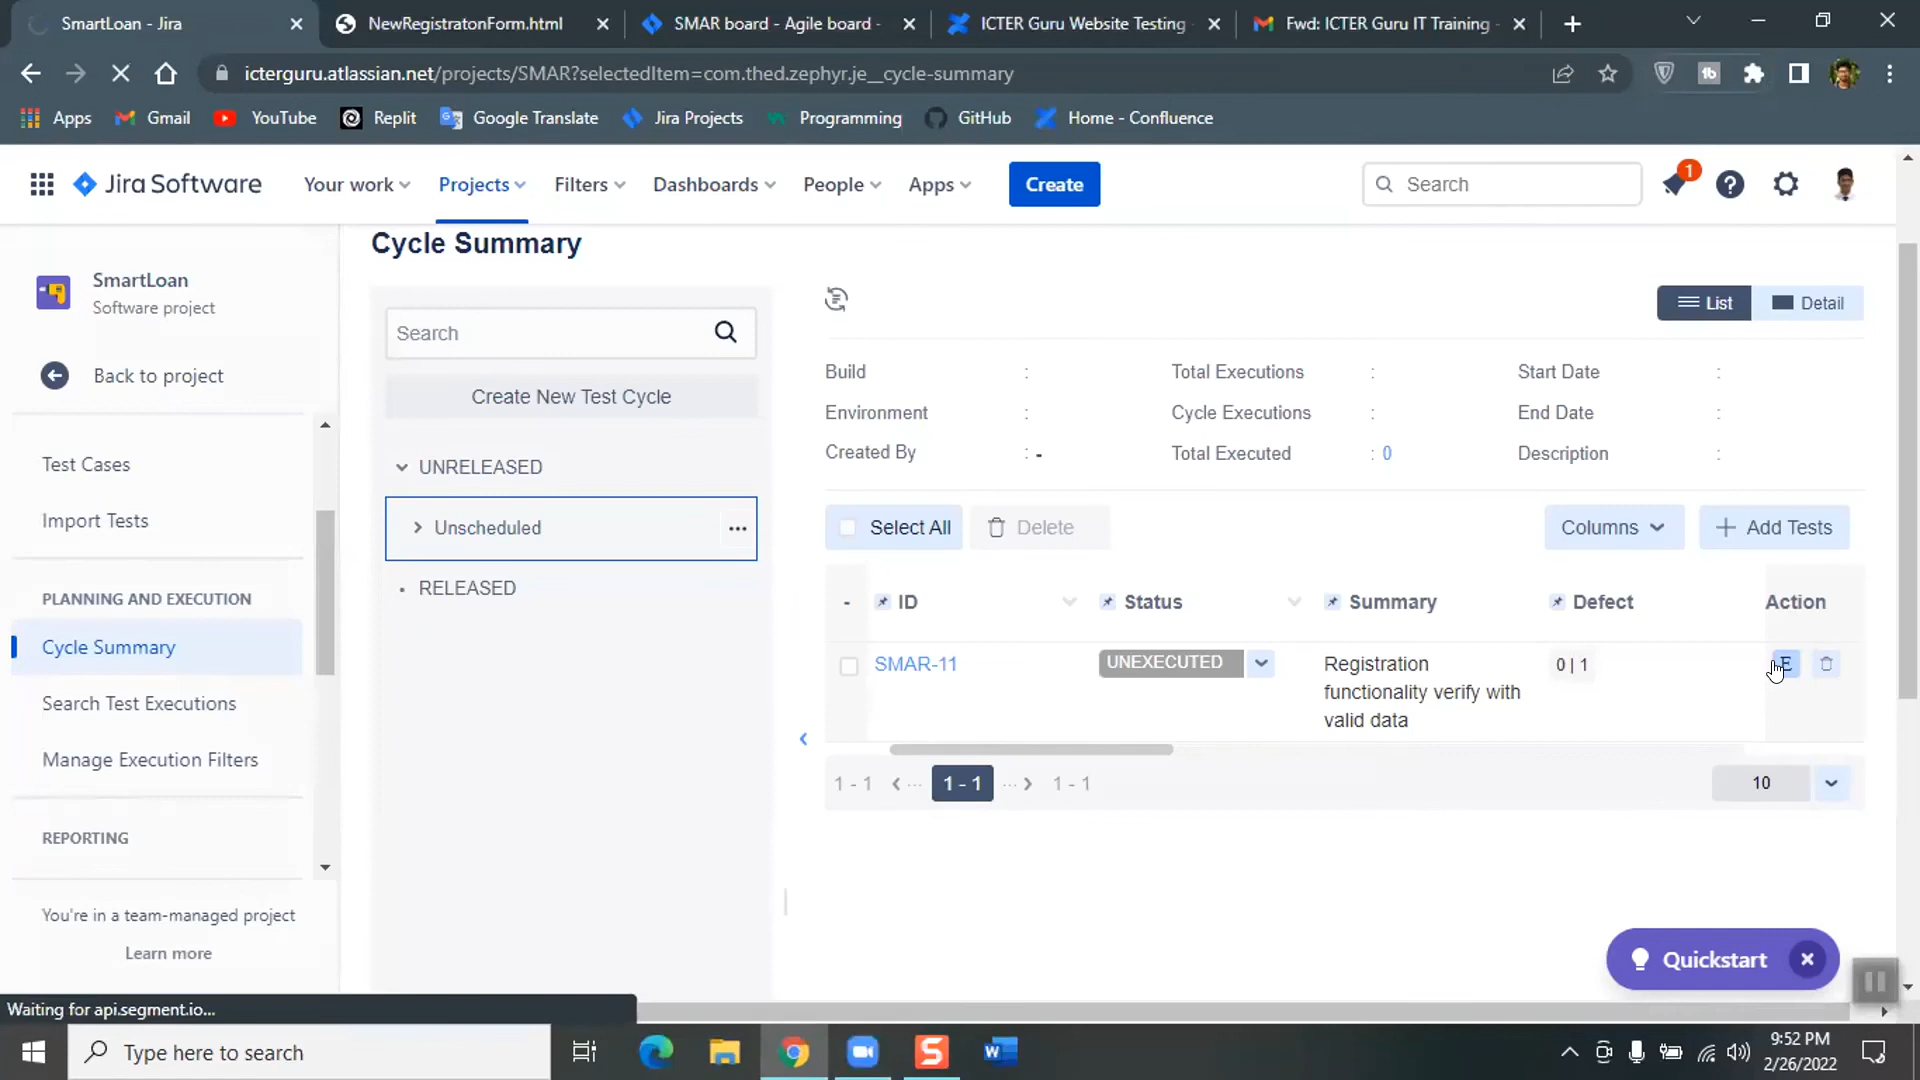 SmartLoan - Jira
NewRegistratonForm.html
SMAR board - Agile board -
ICTER Guru Website Testing
Fwd: ICTER Guru IT Training -
icterguru.atlassian.net/projects/SMAR?selectedItem=com.thed.zephyr.je__cycle-summary
Apps Gmail YouTube Replit Google Translate Jira Projects Programming GitHub Home - Confluence
Jira Software Your work Projects Filters Dashboards People Apps Create Search 1
Cycle Summary
SmartLoan
Software project
Back to project
Test Cases
Import Tests
PLANNING AND EXECUTION
Cycle Summary
Search Test Executions
Manage Execution Filters
REPORTING
You're in a team-managed project
Learn more
Search
Create New Test Cycle
UNRELEASED
Unscheduled
RELEASED
List Detail
Build : Total Executions : Start Date :
Environment : Cycle Executions : End Date :
Created By : - Total Executed : 0 Description :
Select All Delete Columns + Add Tests
- ID Status Summary Defect Action
SMAR-11 UNEXECUTED Registration 0 | 1 E
functionality verify with
valid data
1 - 1 1 - 1 1 - 1 10
Quickstart
Waiting for api.segment.io...
Type here to search
9:52 PM
2/26/2022